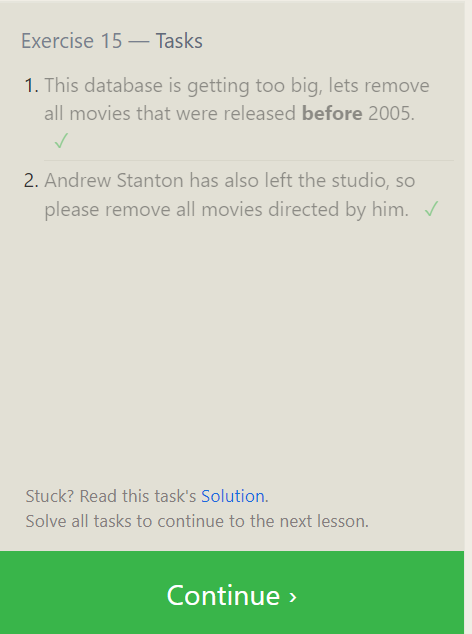 Exercise 15 — Tasks
1. This database is getting too big, lets remove
all movies that were released before 2005.
✓
2. Andrew Stanton has also left the studio, so
please remove all movies directed by him. ✓
Stuck? Read this task's Solution.
Solve all tasks to continue to the next lesson.
Continue ›